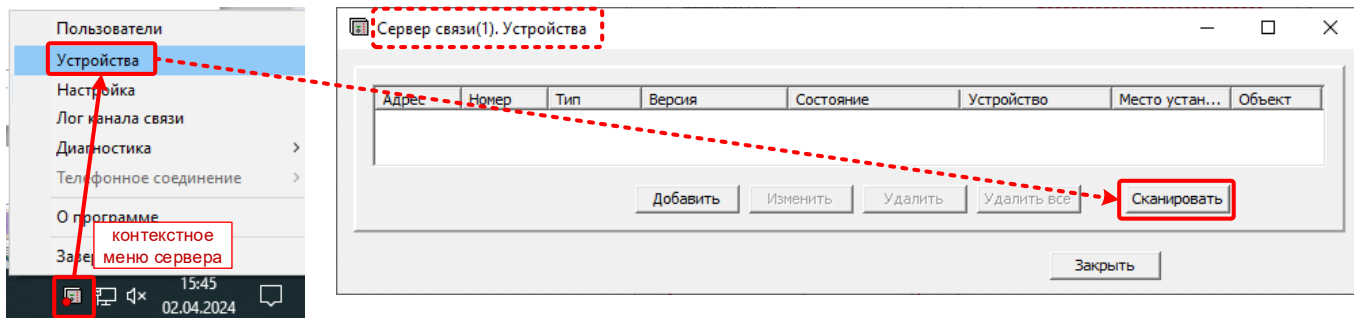 Пользователи
Устройства
Настройка
Лог канала связи
Диагностика
Телефонное соединение
О программе
контекстное
меню сервера
15:45
02.04.2024
Сервер связи(1). Устройства
Адрес Номер Тип Версия Состояние Устройство Место устан... Объект
Добавить Изменить Удалить Удалить все Сканировать
Закрыть